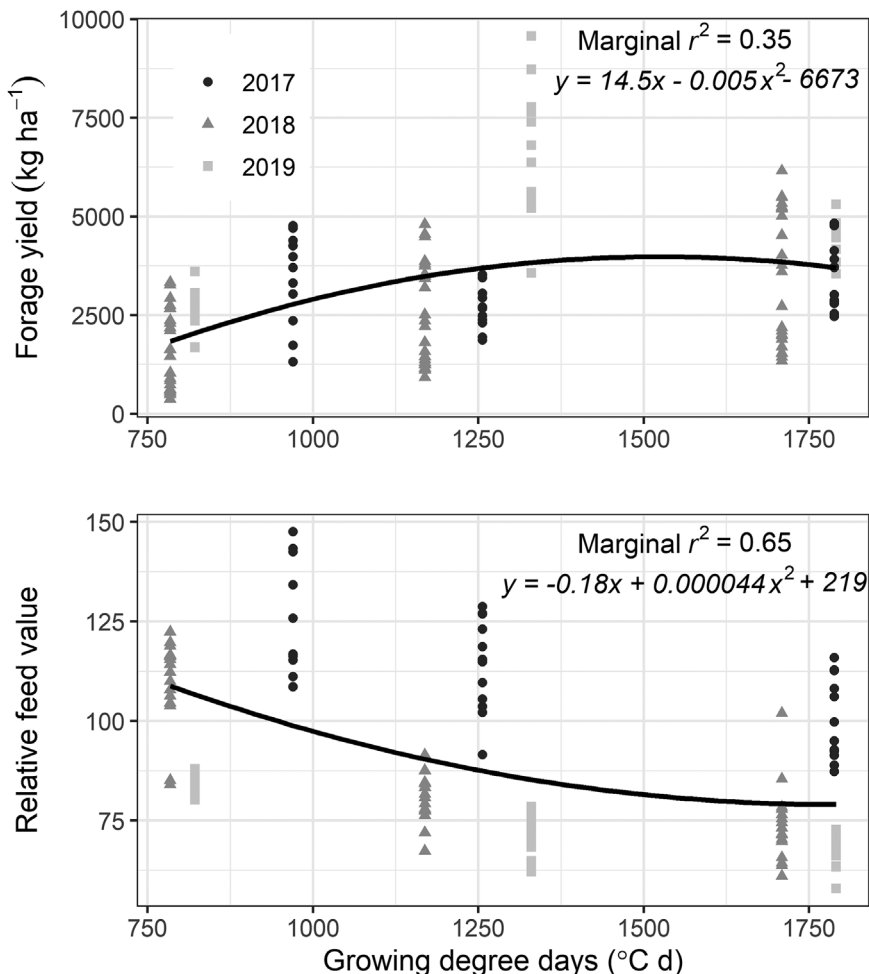 10000
7500
5000
2500
0
Forage yield (kg ha⁻¹)
2017
2018
2019
Marginal r² = 0.35
y = 14.5x - 0.005x² - 6673
750 1000 1250 1500 1750
150
125
100
75
Relative feed value
Marginal r² = 0.65
y = -0.18x + 0.000044x² + 219
750 1000 1250 1500 1750
Growing degree days (°C d)